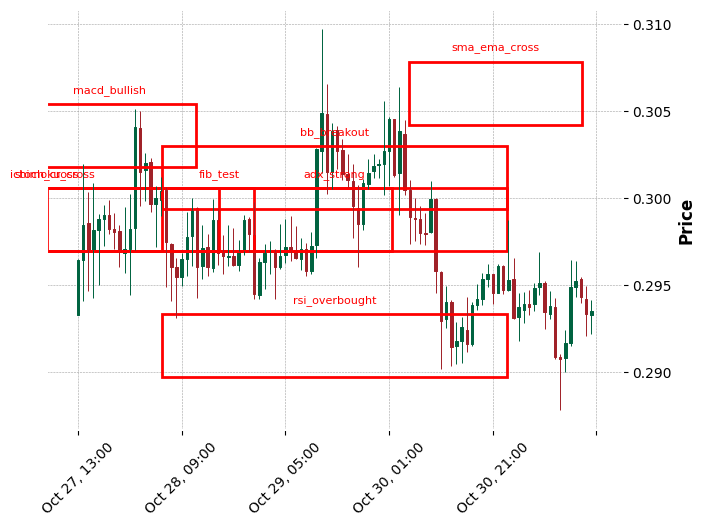 0.310
sma_ema_cross
0.305
macd_bullish
bb_breakout
fib_test
adx_strong
0.300
Price
0.295
rsi_overbought
0.290
Oct 27, 13:00
Oct 28, 09:00
Oct 29, 05:00
Oct 30, 01:00
Oct 30, 21:00